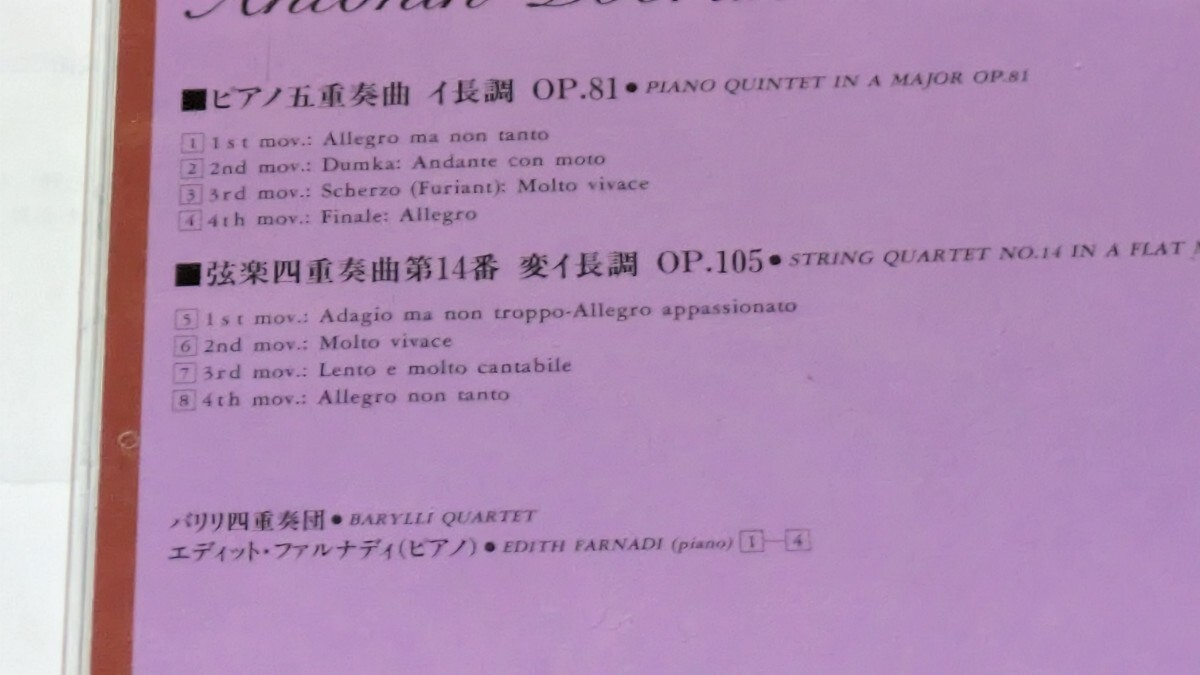 Antonín
■ピアノ五重奏曲 イ長調 OP.81●PIANO QUINTET IN A MAJOR OP.81
1 1st mov.: Allegro ma non tanto
2 2nd mov.: Dumka: Andante con moto
3 3rd mov.: Scherzo (Furiant): Molto vivace
4 4th mov.: Finale: Allegro
■弦楽四重奏曲第14番 変イ長調 OP.105●STRING QUARTET NO.14 IN A FLAT
5 1st mov.: Adagio ma non troppo-Allegro appassionato
6 2nd mov.: Molto vivace
7 3rd mov.: Lento e molto cantabile
8 4th mov.: Allegro non tanto
バリリ四重奏団●BARYLLI QUARTET
エディット・ファルナディ(ピアノ)●EDITH FARNADI (piano) 1—4